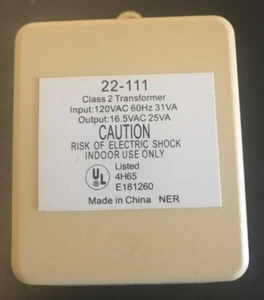 22-111
Class 2 Transformer
Input:120VAC 60Hz 31VA
Output:16.5VAC 25VA
CAUTION
RISK OF ELECTRIC SHOCK
INDOOR USE ONLY
UL Listed
4H65
E181260
Made in China NER